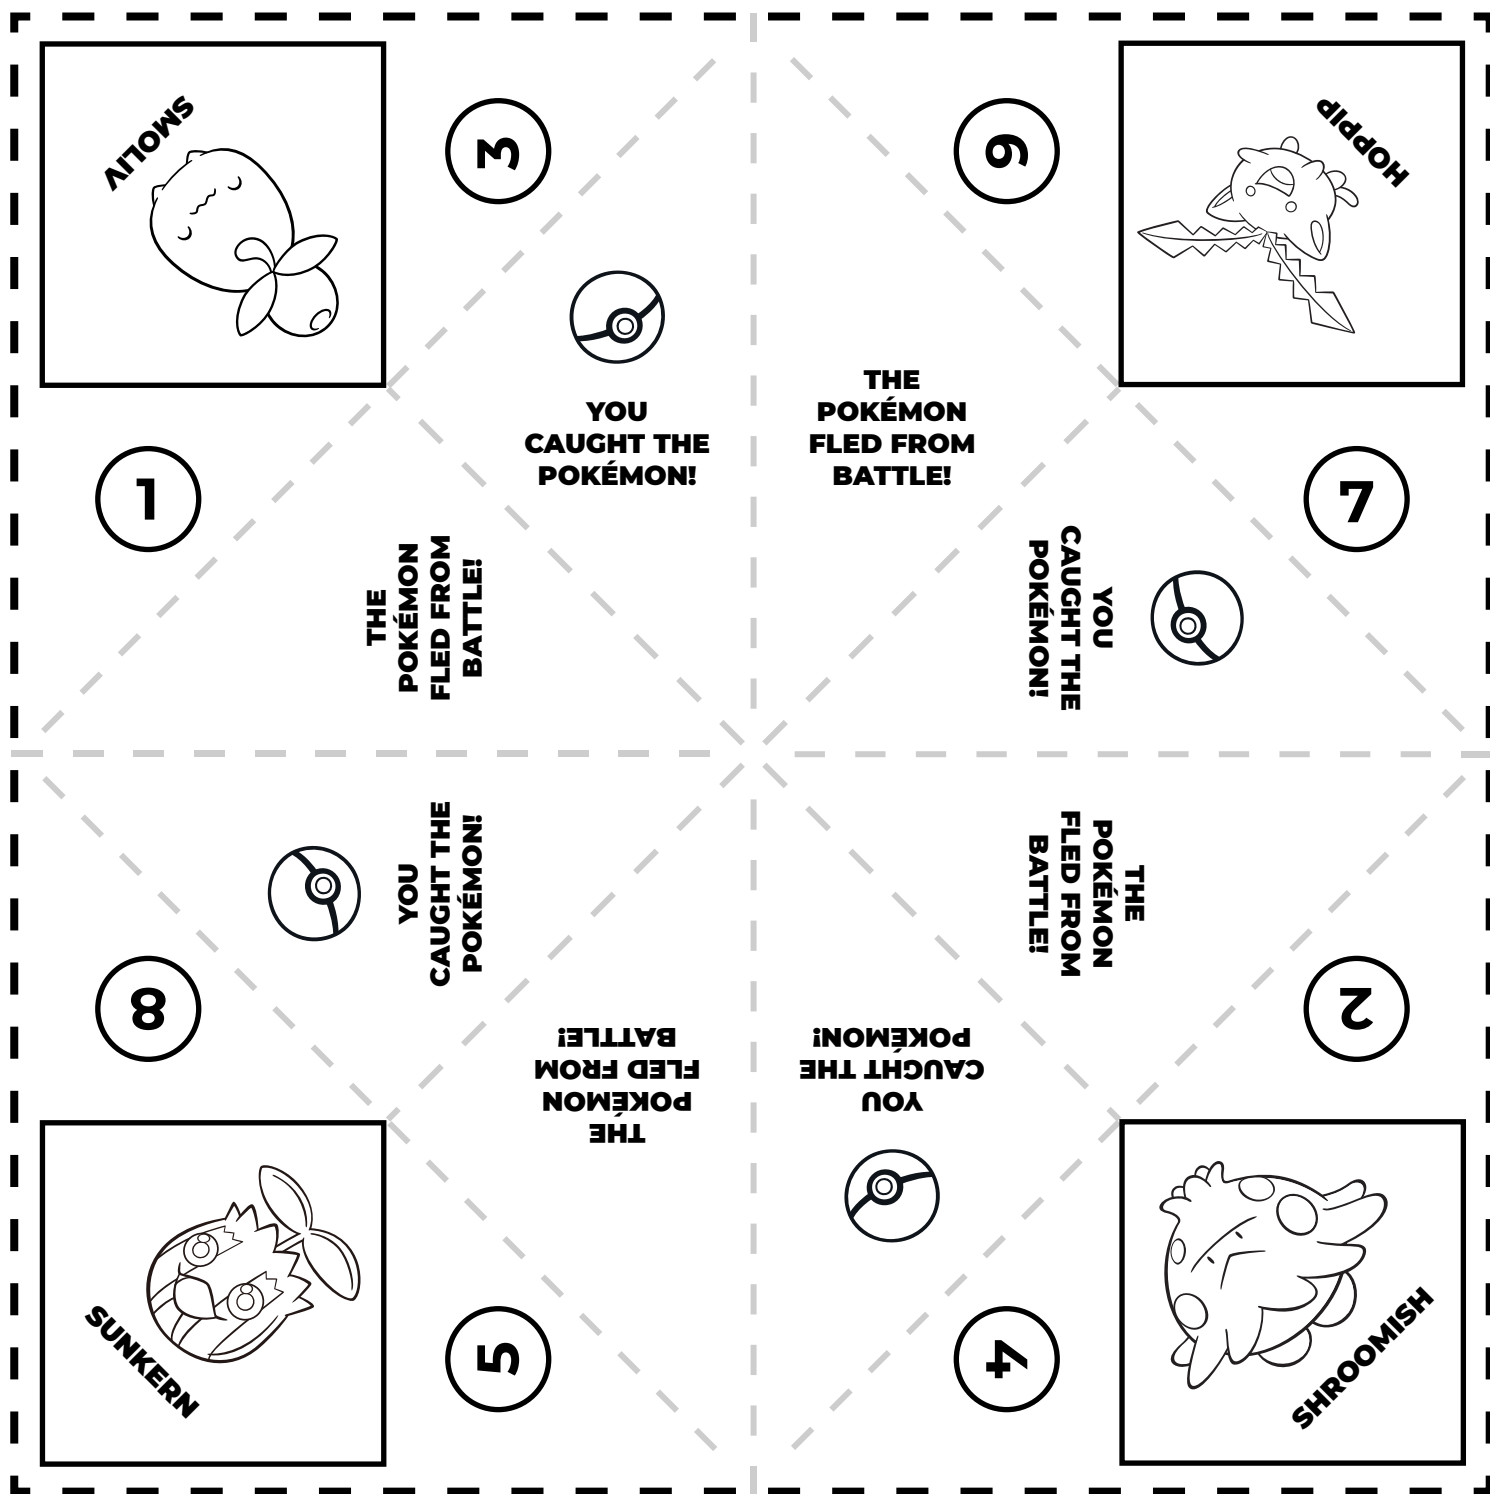 SMOLIV
3
6
HOPPIP
YOU
CAUGHT THE
POKÉMON!
THE
POKÉMON
FLED FROM
BATTLE!
1
7
THE
POKÉMON
FLED FROM
BATTLE!
YOU
CAUGHT THE
POKÉMON!
YOU
CAUGHT THE
POKÉMON!
THE
POKÉMON
FLED FROM
BATTLE!
8
2
THE
POKÉMON
FLED FROM
BATTLE!
YOU
CAUGHT THE
POKÉMON!
SUNKERN
5
4
SHROOMISH